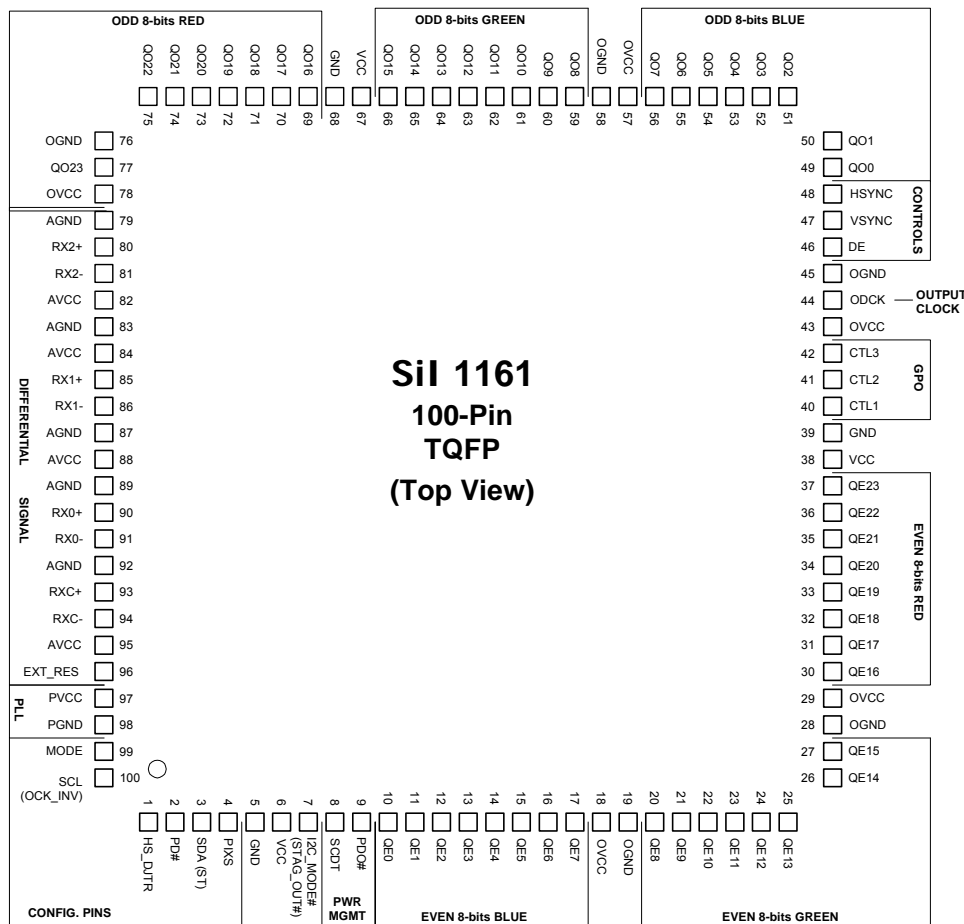 ODD 8-bits RED
ODD 8-bits GREEN
ODD 8-bits BLUE
QO22
QO21
QO20
QO19
QO18
QO17
QO16
GND
VCC
QO15
QO14
QO13
QO12
QO11
QO10
QO9
QO8
OGND
OVCC
QO7
QO6
QO5
QO4
QO3
QO2
75
74
73
72
71
70
69
68
67
66
65
64
63
62
61
60
59
58
57
56
55
54
53
52
51
OGND 76
QO23 77
OVCC 78
AGND 79
RX2+ 80
RX2- 81
AVCC 82
AGND 83
AVCC 84
RX1+ 85
RX1- 86
AGND 87
AVCC 88
AGND 89
RX0+ 90
RX0- 91
AGND 92
RXC+ 93
RXC- 94
AVCC 95
EXT_RES 96
PVCC 97
PGND 98
MODE 99
SCL 100
(OCK_INV)
DIFFERENTIAL SIGNAL
PLL
SiI 1161
100-Pin
TQFP
(Top View)
50 QO1
49 QO0
48 HSYNC
47 VSYNC
46 DE
45 OGND
44 ODCK
43 OVCC
42 CTL3
41 CTL2
40 CTL1
39 GND
38 VCC
37 QE23
36 QE22
35 QE21
34 QE20
33 QE19
32 QE18
31 QE17
30 QE16
29 OVCC
28 OGND
27 QE15
26 QE14
CONTROLS
OUTPUT
CLOCK
GPO
EVEN 8-bits RED
1
2
3
4
5
6
7
8
9
10
11
12
13
14
15
16
17
18
19
20
21
22
23
24
25
HS_DJTR
PD#
SDA (ST)
PIXS
GND
VCC
I2C_MODE#
(STAG_OUT#)
SCDT
PDO#
QE0
QE1
QE2
QE3
QE4
QE5
QE6
QE7
OVCC
OGND
QE8
QE9
QE10
QE11
QE12
QE13
CONFIG. PINS
PWR
MGMT
EVEN 8-bits BLUE
EVEN 8-bits GREEN